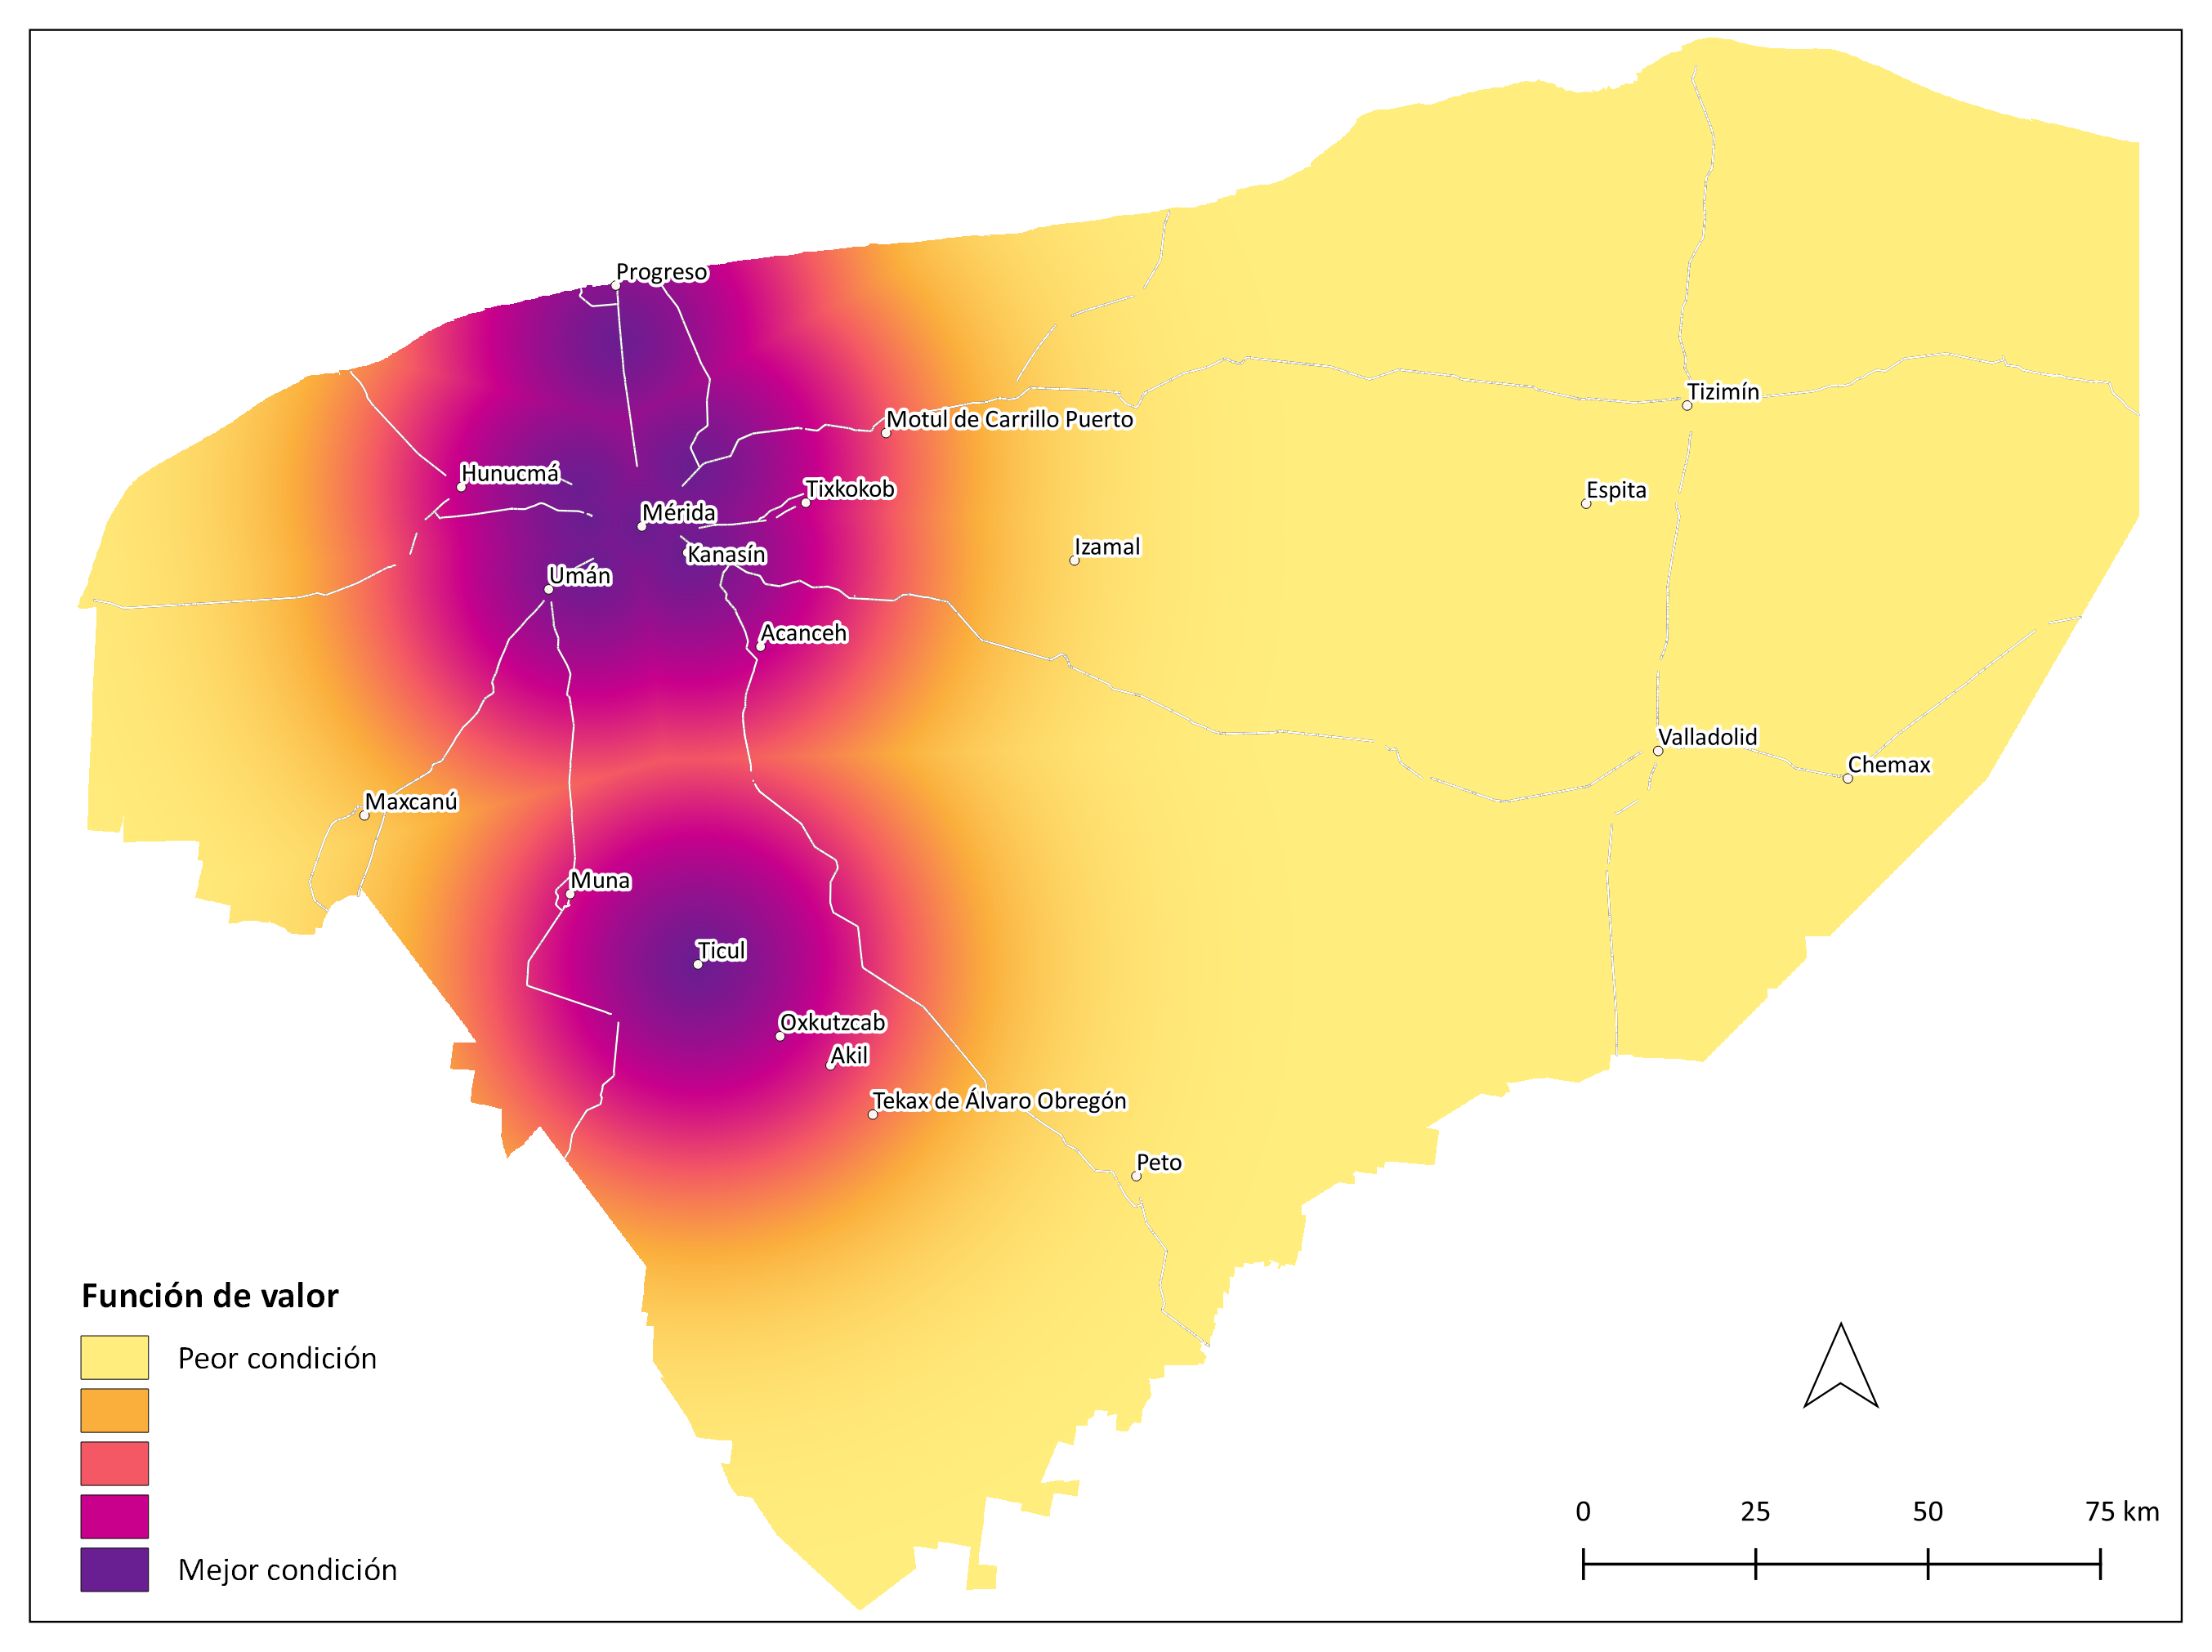 Progreso
Tizimín
Motul de Carrillo Puerto
Hunucmá
Tixkokob
Espita
Mérida
Izamal
Kanasín
Umán
Acanceh
Valladolid
Chemax
Maxcanú
Muna
Ticul
Oxkutzcab
Akil
Tekax de Álvaro Obregón
Peto
Función de valor
Peor condición
Mejor condición
0 25 50 75 km